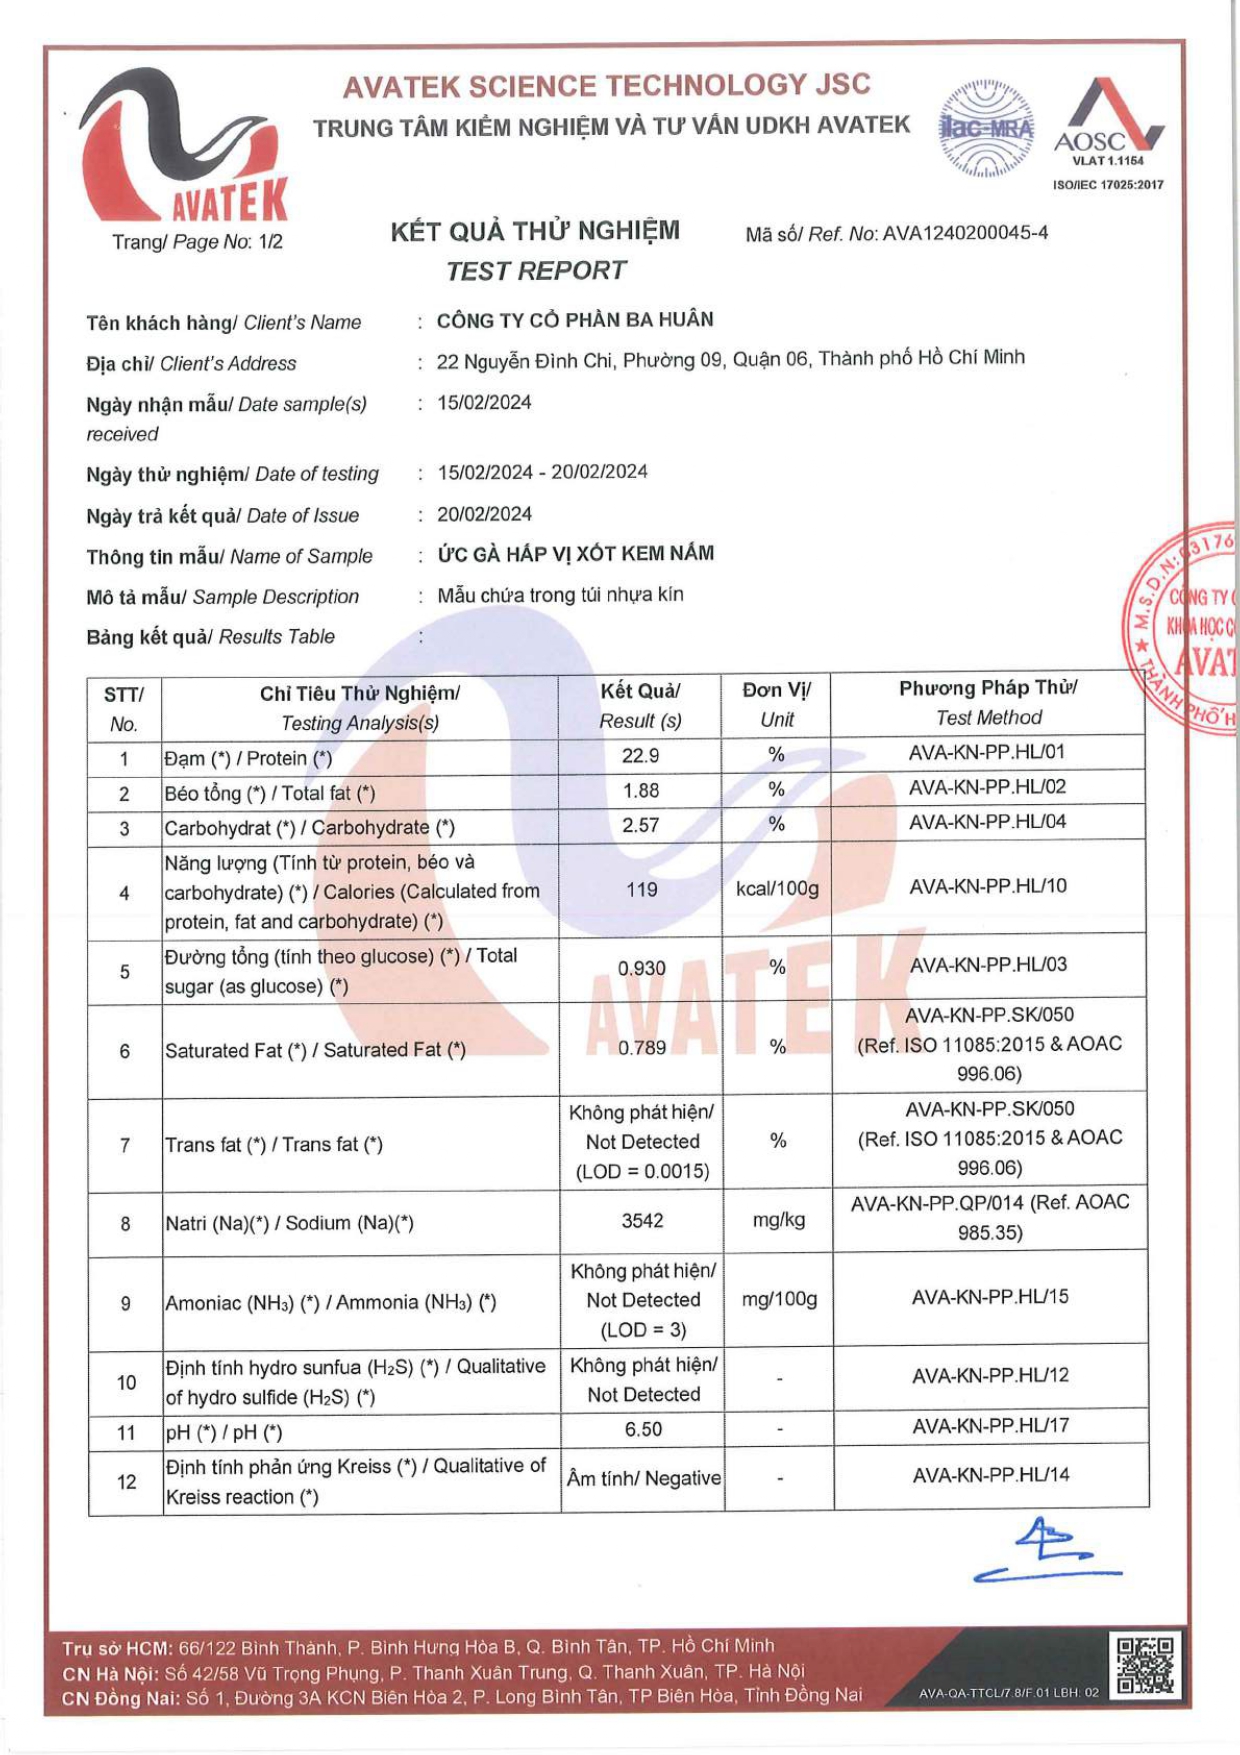 AVATEK SCIENCE TECHNOLOGY JSC
TRUNG TÂM KIỂM NGHIỆM VÀ TƯ VẤN UDKH AVATEK
AVATEK
ilac-MRA
AOSC
VLAT 1.1154
ISO/IEC 17025:2017
Trang/ Page No: 1/2
KẾT QUẢ THỬ NGHIỆM
TEST REPORT
Mã số/ Ref. No: AVA1240200045-4
Tên khách hàng/ Client's Name : CÔNG TY CỔ PHẦN BA HUÂN
Địa chỉ/ Client's Address : 22 Nguyễn Đình Chi, Phường 09, Quận 06, Thành phố Hồ Chí Minh
Ngày nhận mẫu/ Date sample(s) : 15/02/2024
received
Ngày thử nghiệm/ Date of testing : 15/02/2024 - 20/02/2024
Ngày trả kết quả/ Date of Issue : 20/02/2024
Thông tin mẫu/ Name of Sample : ỨC GÀ HẤP VỊ XỐT KEM NẤM
Mô tả mẫu/ Sample Description : Mẫu chứa trong túi nhựa kín
Bảng kết quả/ Results Table :
STT/ Chỉ Tiêu Thử Nghiệm/ Kết Quả/ Đơn Vị/ Phương Pháp Thử/
No. Testing Analysis(s) Result (s) Unit Test Method
1 Đạm (*) / Protein (*) 22.9 % AVA-KN-PP.HL/01
2 Béo tổng (*) / Total fat (*) 1.88 % AVA-KN-PP.HL/02
3 Carbohydrat (*) / Carbohydrate (*) 2.57 % AVA-KN-PP.HL/04
Năng lượng (Tính từ protein, béo và
4 carbohydrate) (*) / Calories (Calculated from 119 kcal/100g AVA-KN-PP.HL/10
protein, fat and carbohydrate) (*)
5 Đường tổng (tính theo glucose) (*) / Total 0.930 % AVA-KN-PP.HL/03
sugar (as glucose) (*)
AVA-KN-PP.SK/050
6 Saturated Fat (*) / Saturated Fat (*) 0.789 % (Ref. ISO 11085:2015 & AOAC
996.06)
Không phát hiện/ AVA-KN-PP.SK/050
7 Trans fat (*) / Trans fat (*) Not Detected % (Ref. ISO 11085:2015 & AOAC
(LOD = 0.0015) 996.06)
8 Natri (Na)(*) / Sodium (Na)(*) 3542 mg/kg AVA-KN-PP.QP/014 (Ref. AOAC
985.35)
Không phát hiện/
9 Amoniac (NH₃) (*) / Ammonia (NH₃) (*) Not Detected mg/100g AVA-KN-PP.HL/15
(LOD = 3)
10 Định tính hydro sunfua (H₂S) (*) / Qualitative Không phát hiện/ - AVA-KN-PP.HL/12
of hydro sulfide (H₂S) (*) Not Detected
11 pH (*) / pH (*) 6.50 - AVA-KN-PP.HL/17
12 Định tính phản ứng Kreiss (*) / Qualitative of Âm tính/ Negative - AVA-KN-PP.HL/14
Kreiss reaction (*)
AVATEK
★ M.S.D.N: 03176
CÔNG TY
KHOA HỌC
AVAT
THÀNH PHỐ H
Trụ sở HCM: 66/122 Bình Thành, P. Bình Hưng Hòa B, Q. Bình Tân, TP. Hồ Chí Minh
CN Hà Nội: Số 42/58 Vũ Trọng Phụng, P. Thanh Xuân Trung, Q. Thanh Xuân, TP. Hà Nội
CN Đồng Nai: Số 1, Đường 3A KCN Biên Hòa 2, P. Long Bình Tân, TP Biên Hòa, Tỉnh Đồng Nai
AVA-QA-TTCL/7.8/F.01 LBH: 02